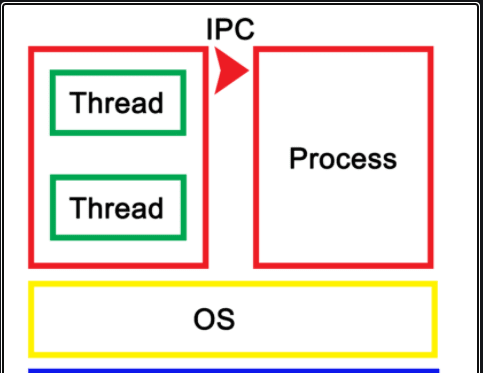 IPC
Thread
Process
Thread
OS